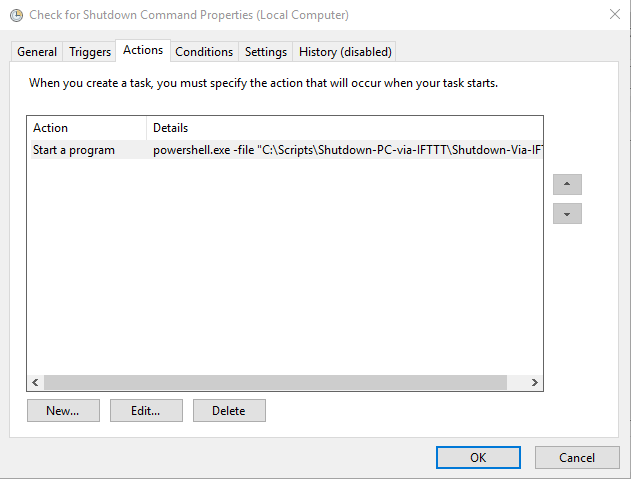 Check for Shutdown Command Properties (Local Computer)
General Triggers Actions Conditions Settings History (disabled)
When you create a task, you must specify the action that will occur when your task starts.
Action Details
Start a program powershell.exe -file "C:\Scripts\Shutdown-PC-via-IFTTT\Shutdown-Via-IFT
New... Edit... Delete
OK Cancel